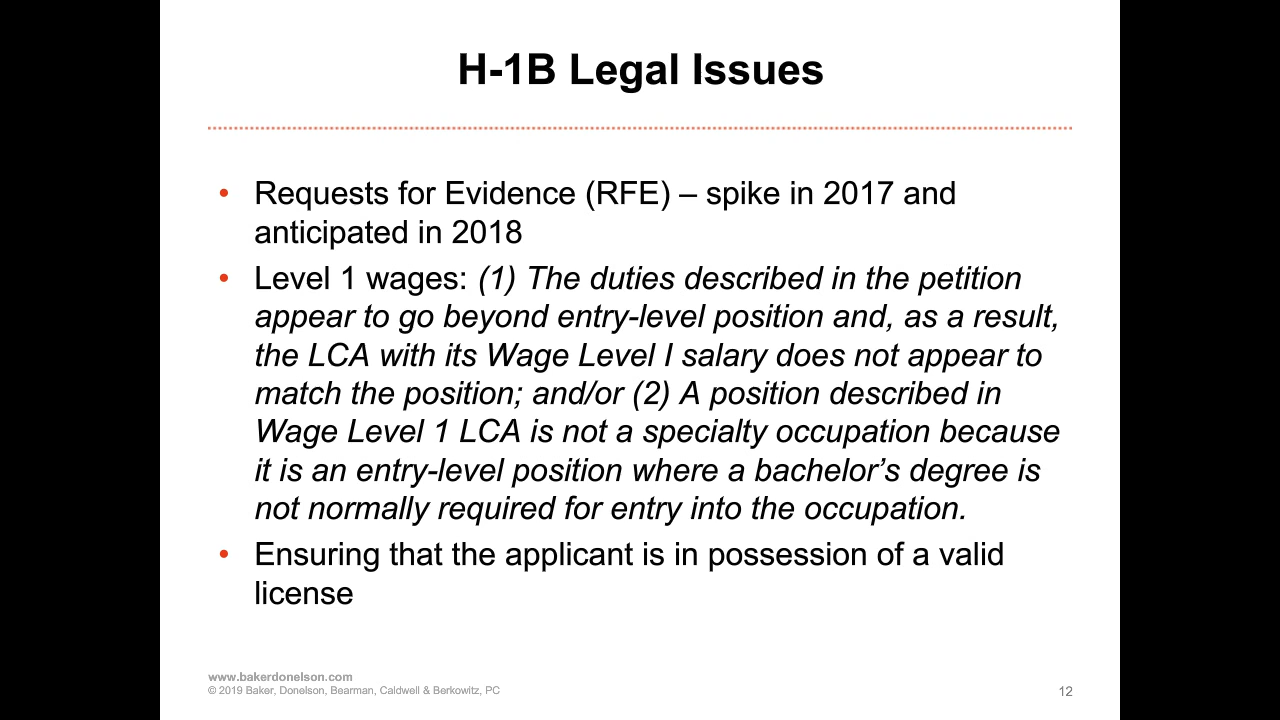 H-1B Legal Issues
• Requests for Evidence (RFE) – spike in 2017 and
anticipated in 2018
• Level 1 wages: (1) The duties described in the petition
appear to go beyond entry-level position and, as a result,
the LCA with its Wage Level I salary does not appear to
match the position; and/or (2) A position described in
Wage Level 1 LCA is not a specialty occupation because
it is an entry-level position where a bachelor’s degree is
not normally required for entry into the occupation.
• Ensuring that the applicant is in possession of a valid
license
www.bakerdonelson.com
© 2019 Baker, Donelson, Bearman, Caldwell & Berkowitz, PC
12